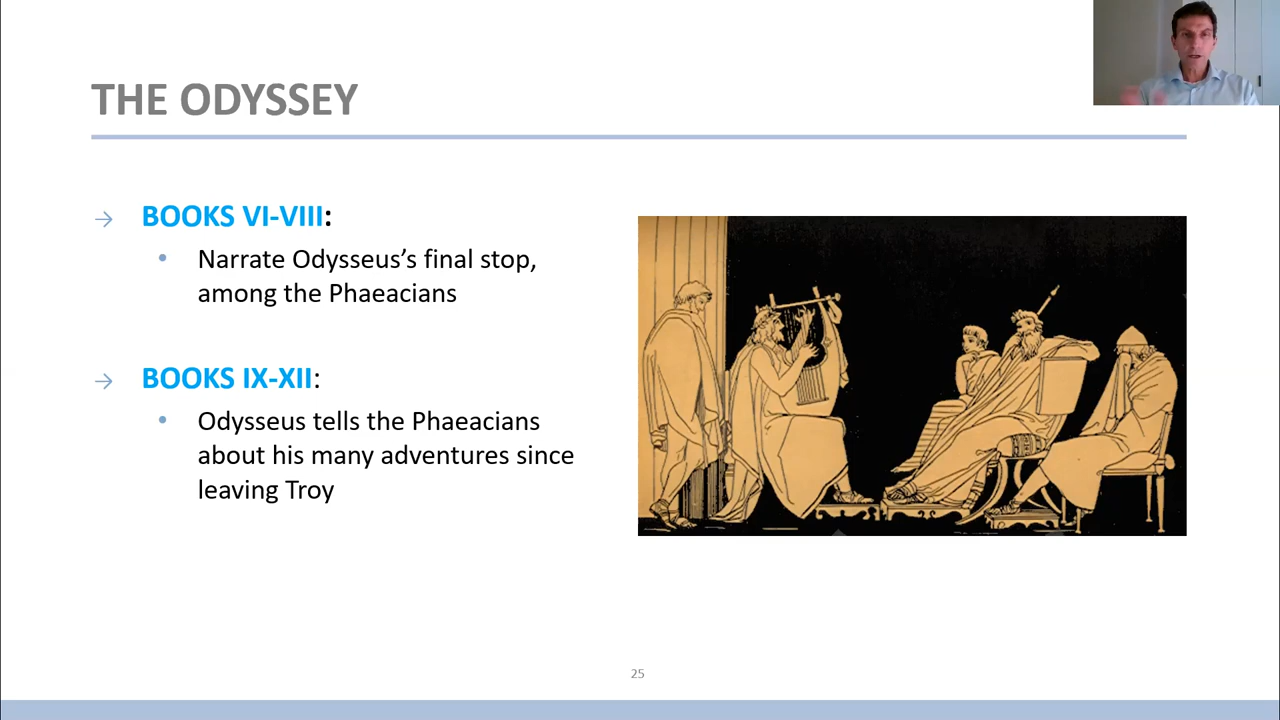 THE ODYSSEY
→ BOOKS VI-VIII:
• Narrate Odysseus’s final stop,
among the Phaeacians
→ BOOKS IX-XII:
• Odysseus tells the Phaeacians
about his many adventures since
leaving Troy
25